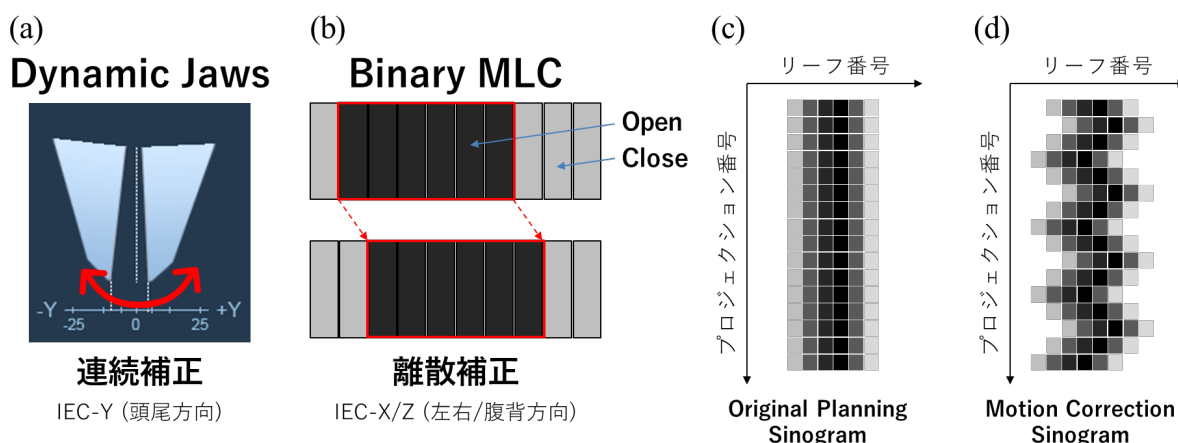 (a)
Dynamic Jaws
-Y
+Y
-25
0
25
連続補正
IEC-Y (頭尾方向)
(b)
Binary MLC
Open
Close
離散補正
IEC-X/Z (左右/腹背方向)
(c)
リーフ番号
プロジェクション番号
Original Planning
Sinogram
(d)
リーフ番号
プロジェクション番号
Motion Correction
Sinogram